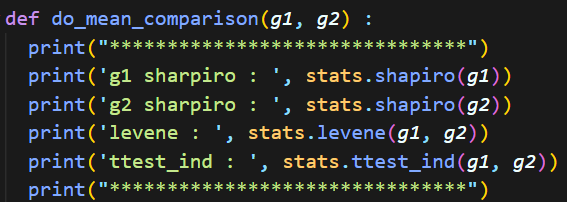 def do_mean_comparison(g1, g2) :
print("*******************************")
print('g1 sharpiro : ', stats.shapiro(g1))
print('g2 sharpiro : ', stats.shapiro(g2))
print('levene : ', stats.levene(g1, g2))
print('ttest_ind : ', stats.ttest_ind(g1, g2))
print("*******************************")